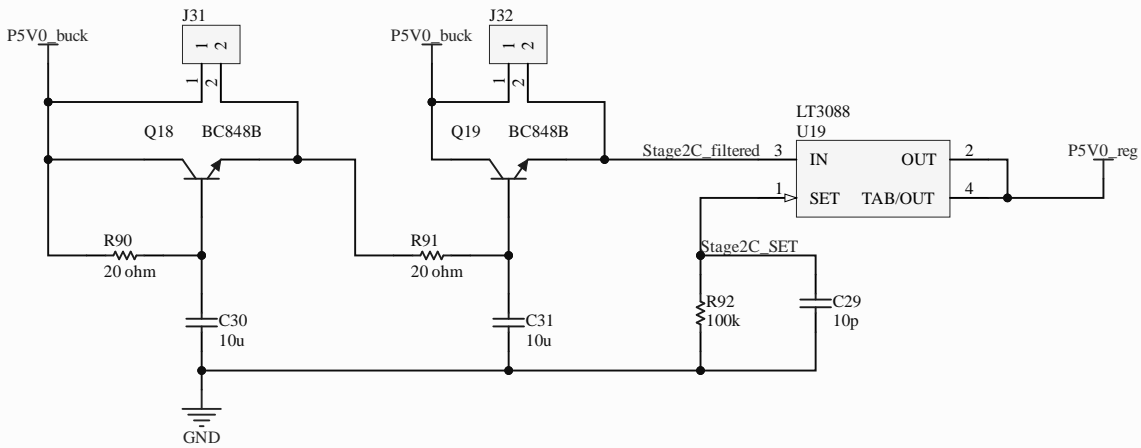 J31
J32
P5V0_buck
P5V0_buck
1 2
1 2
1 2
1 2
Q18 BC848B
Q19 BC848B
LT3088
U19
Stage2C_filtered 3 IN OUT 2
P5V0_reg
1 SET TAB/OUT 4
R90
20 ohm
R91
20 ohm
Stage2C_SET
R92
100k
C29
10p
C30
10u
C31
10u
GND